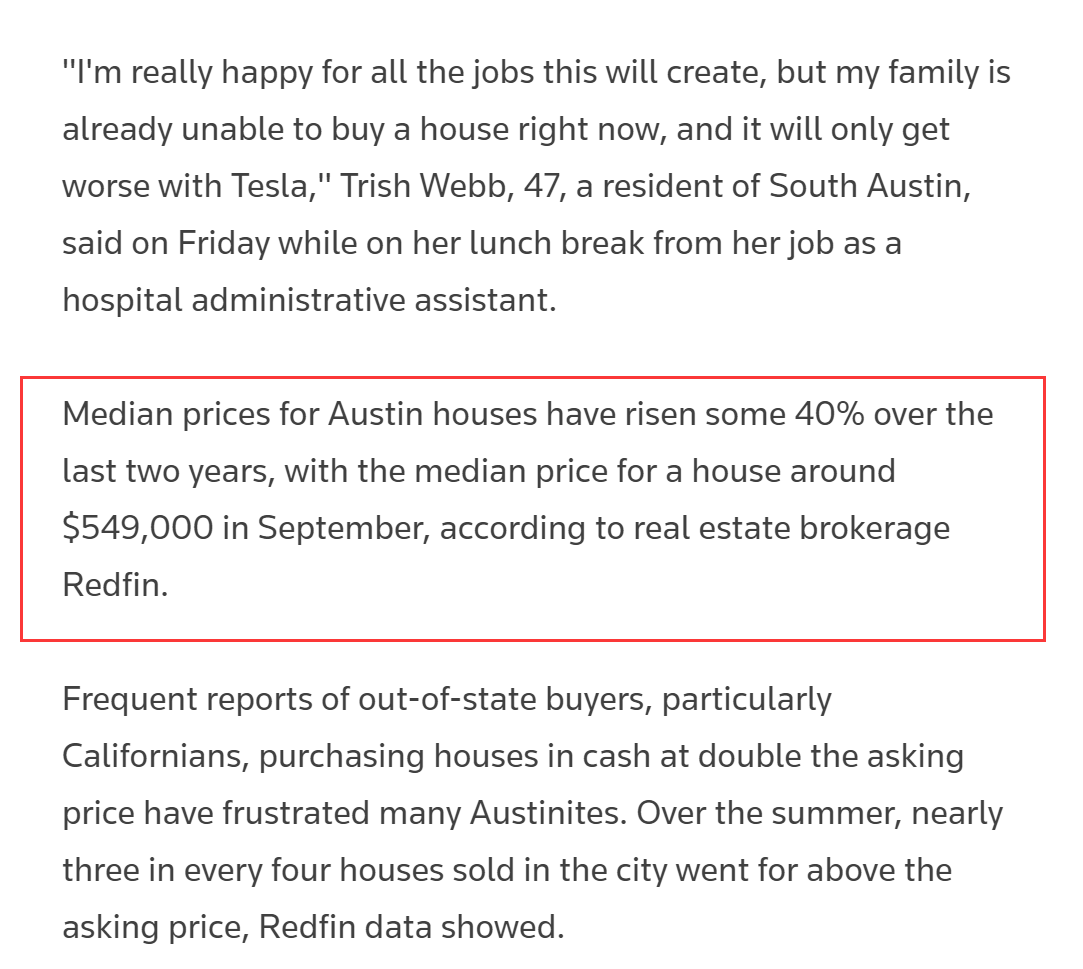 "I'm really happy for all the jobs this will create, but my family is
already unable to buy a house right now, and it will only get
worse with Tesla," Trish Webb, 47, a resident of South Austin,
said on Friday while on her lunch break from her job as a
hospital administrative assistant.
Median prices for Austin houses have risen some 40% over the
last two years, with the median price for a house around
$549,000 in September, according to real estate brokerage
Redfin.
Frequent reports of out-of-state buyers, particularly
Californians, purchasing houses in cash at double the asking
price have frustrated many Austinites. Over the summer, nearly
three in every four houses sold in the city went for above the
asking price, Redfin data showed.